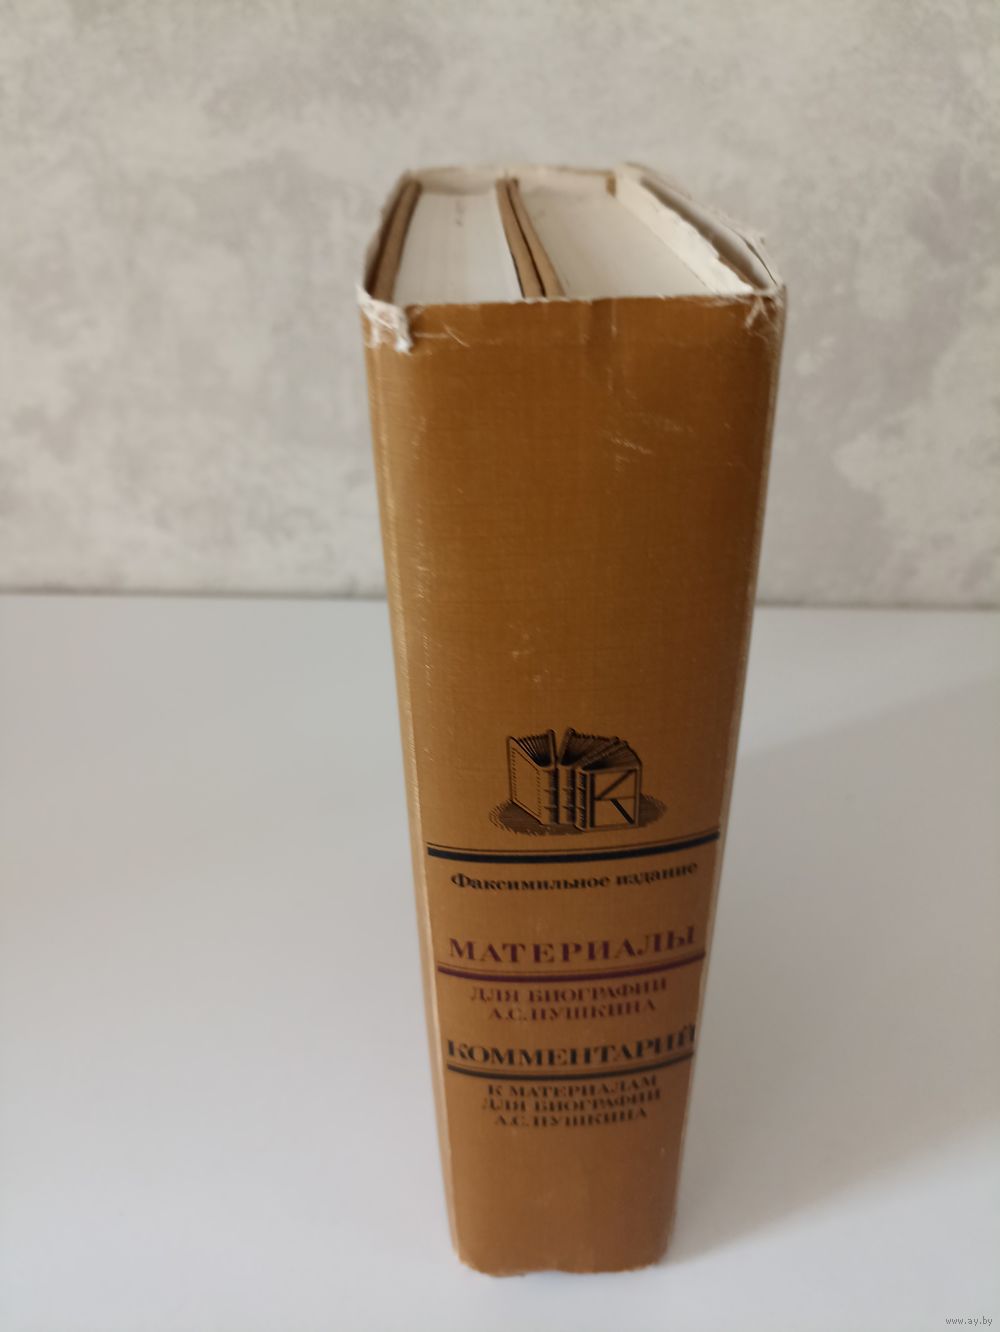 К
Факсимильное издание
МАТЕРИАЛЫ
ДЛЯ БИОГРАФИИ
А.С.ПУШКИНА
КОММЕНТАРИЙ
К МАТЕРИАЛАМ
ДЛЯ БИОГРАФИИ
А.С.ПУШКИНА
www.ay.by